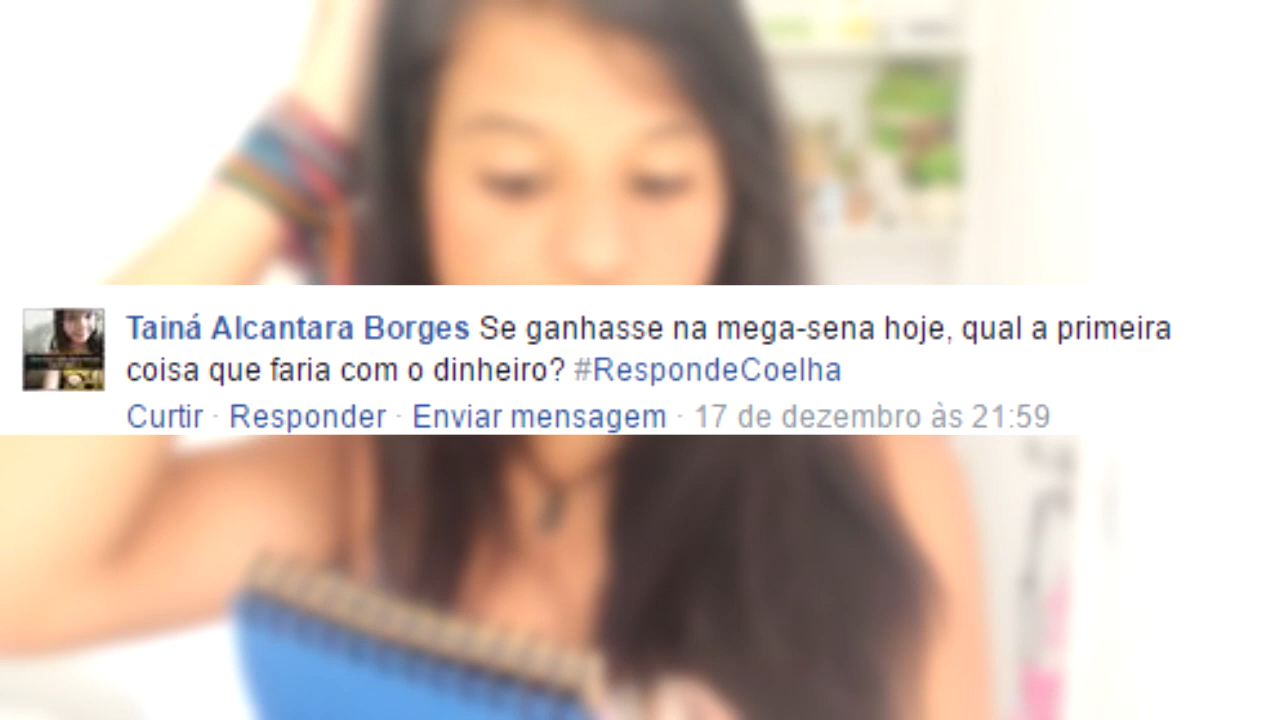 Tainá Alcantara Borges Se ganhasse na mega-sena hoje, qual a primeira
coisa que faria com o dinheiro? #RespondeCoelha
Curtir · Responder · Enviar mensagem · 17 de dezembro às 21:59